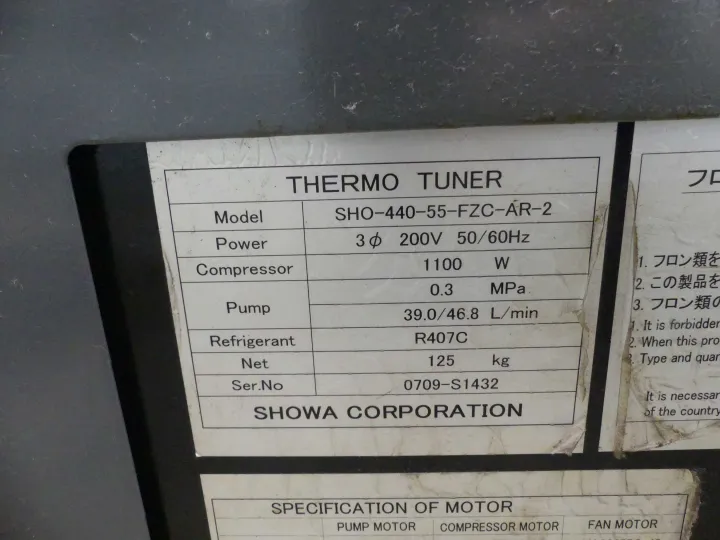 THERMO TUNER
Model SHO-440-55-FZC-AR-2
Power 3φ 200V 50/60Hz
Compressor 1100 W
Pump 0.3 MPa
39.0/46.8 L/min
Refrigerant R407C
Net 125 kg
Ser.No 0709-S1432
SHOWA CORPORATION
フロ
1. フロン類を
2. この製品を
3. フロン類の
1. It is forbidden
2. When this pro
3. Type and quan
It is necessar
of the country
SPECIFICATION OF MOTOR
PUMP MOTOR COMPRESSOR MOTOR FAN MOTOR